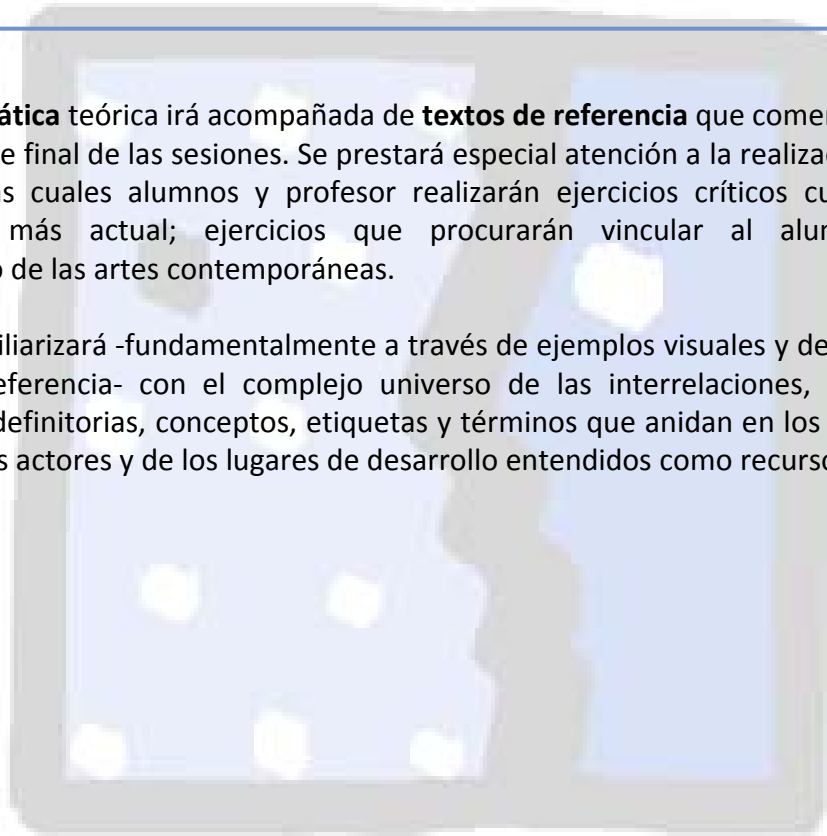 ática teórica irá acompañada de textos de referencia que comen
e final de las sesiones. Se prestará especial atención a la realiza
as cuales alumnos y profesor realizarán ejercicios críticos cu
más actual; ejercicios que procurarán vincular al alu
o de las artes contemporáneas.
iliarizará -fundamentalmente a través de ejemplos visuales y de
eferencia- con el complejo universo de las interrelaciones,
definitorias, conceptos, etiquetas y términos que anidan en los
s actores y de los lugares de desarrollo entendidos como recurso